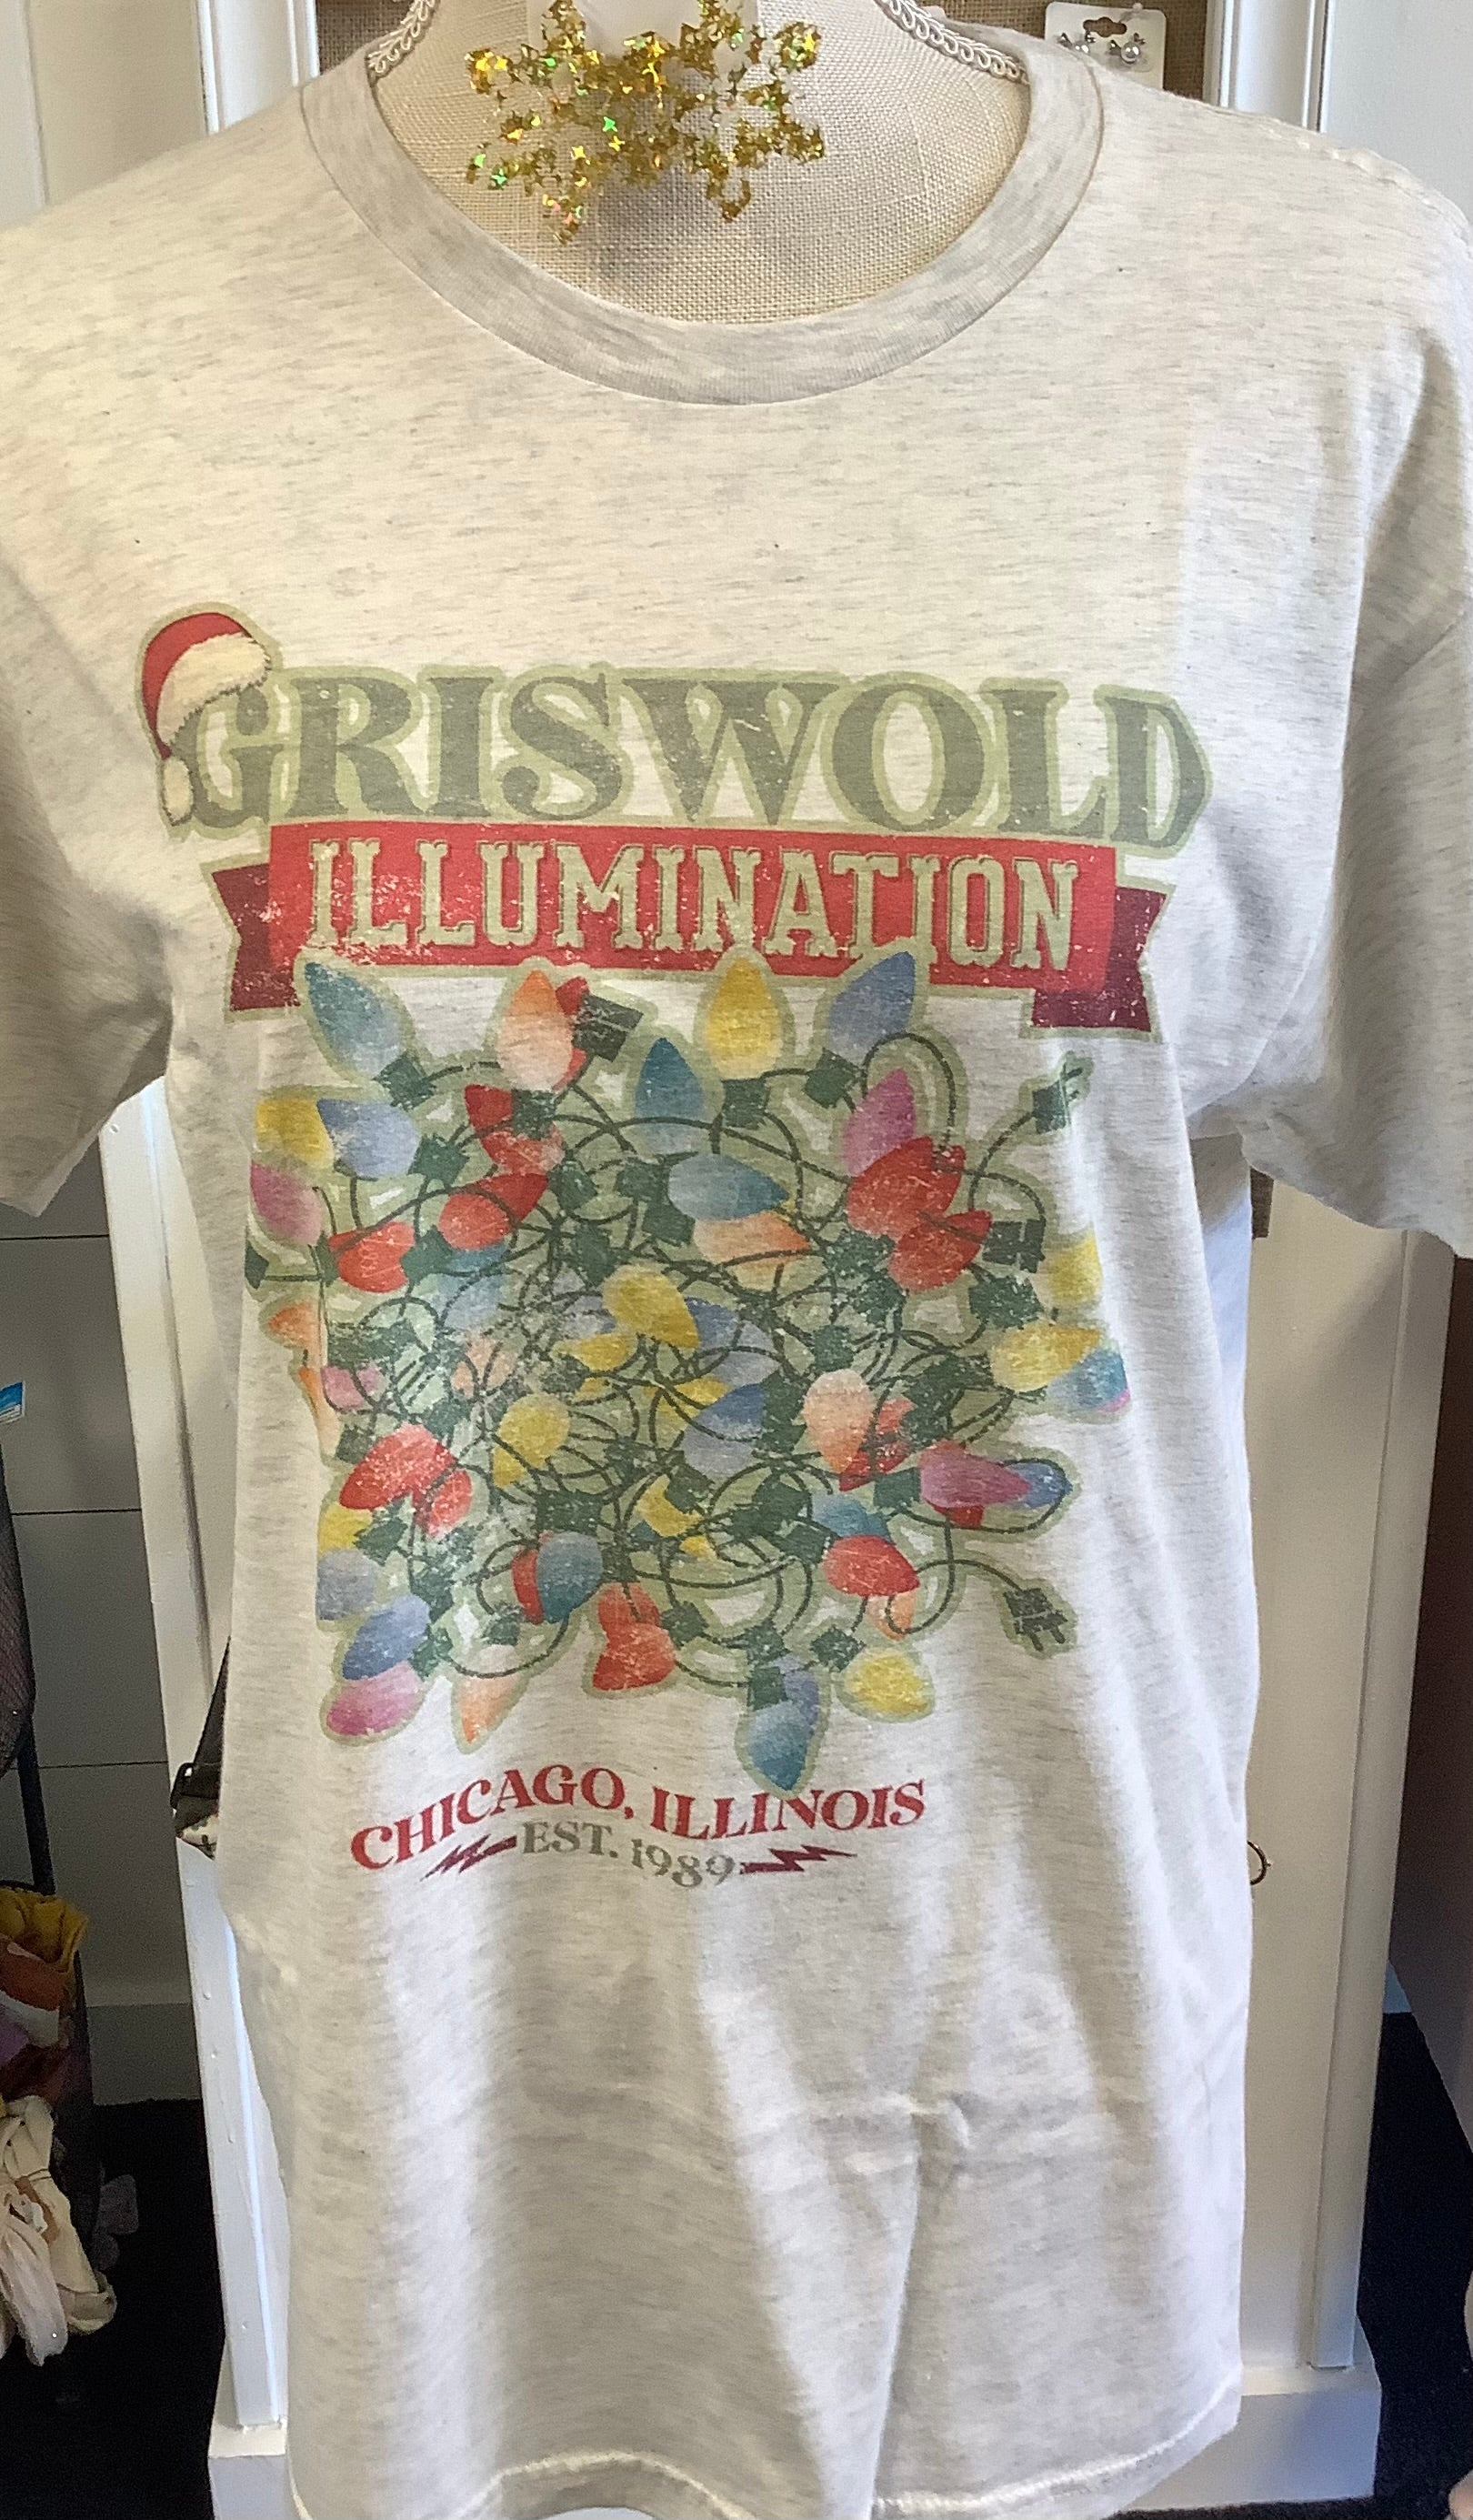 GRISWOLD
ILLUMINATION
CHICAGO, ILLINOIS
EST. 1989